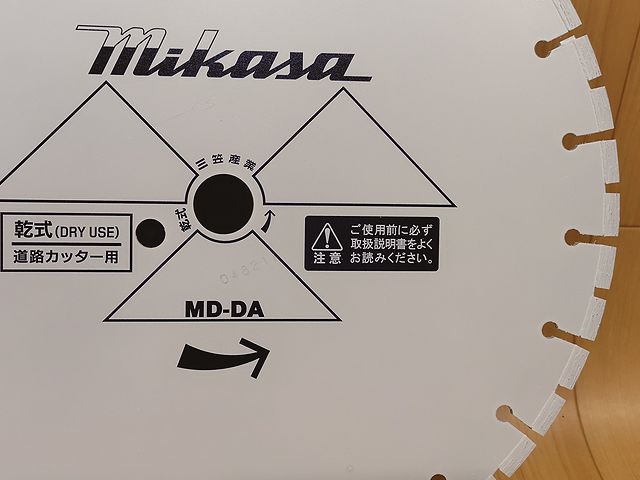 mikasa
三笠産業
乾式
乾式(DRY USE)
道路カッター用
注意
ご使用前に必ず
取扱説明書をよく
お読みください。
MD-DA